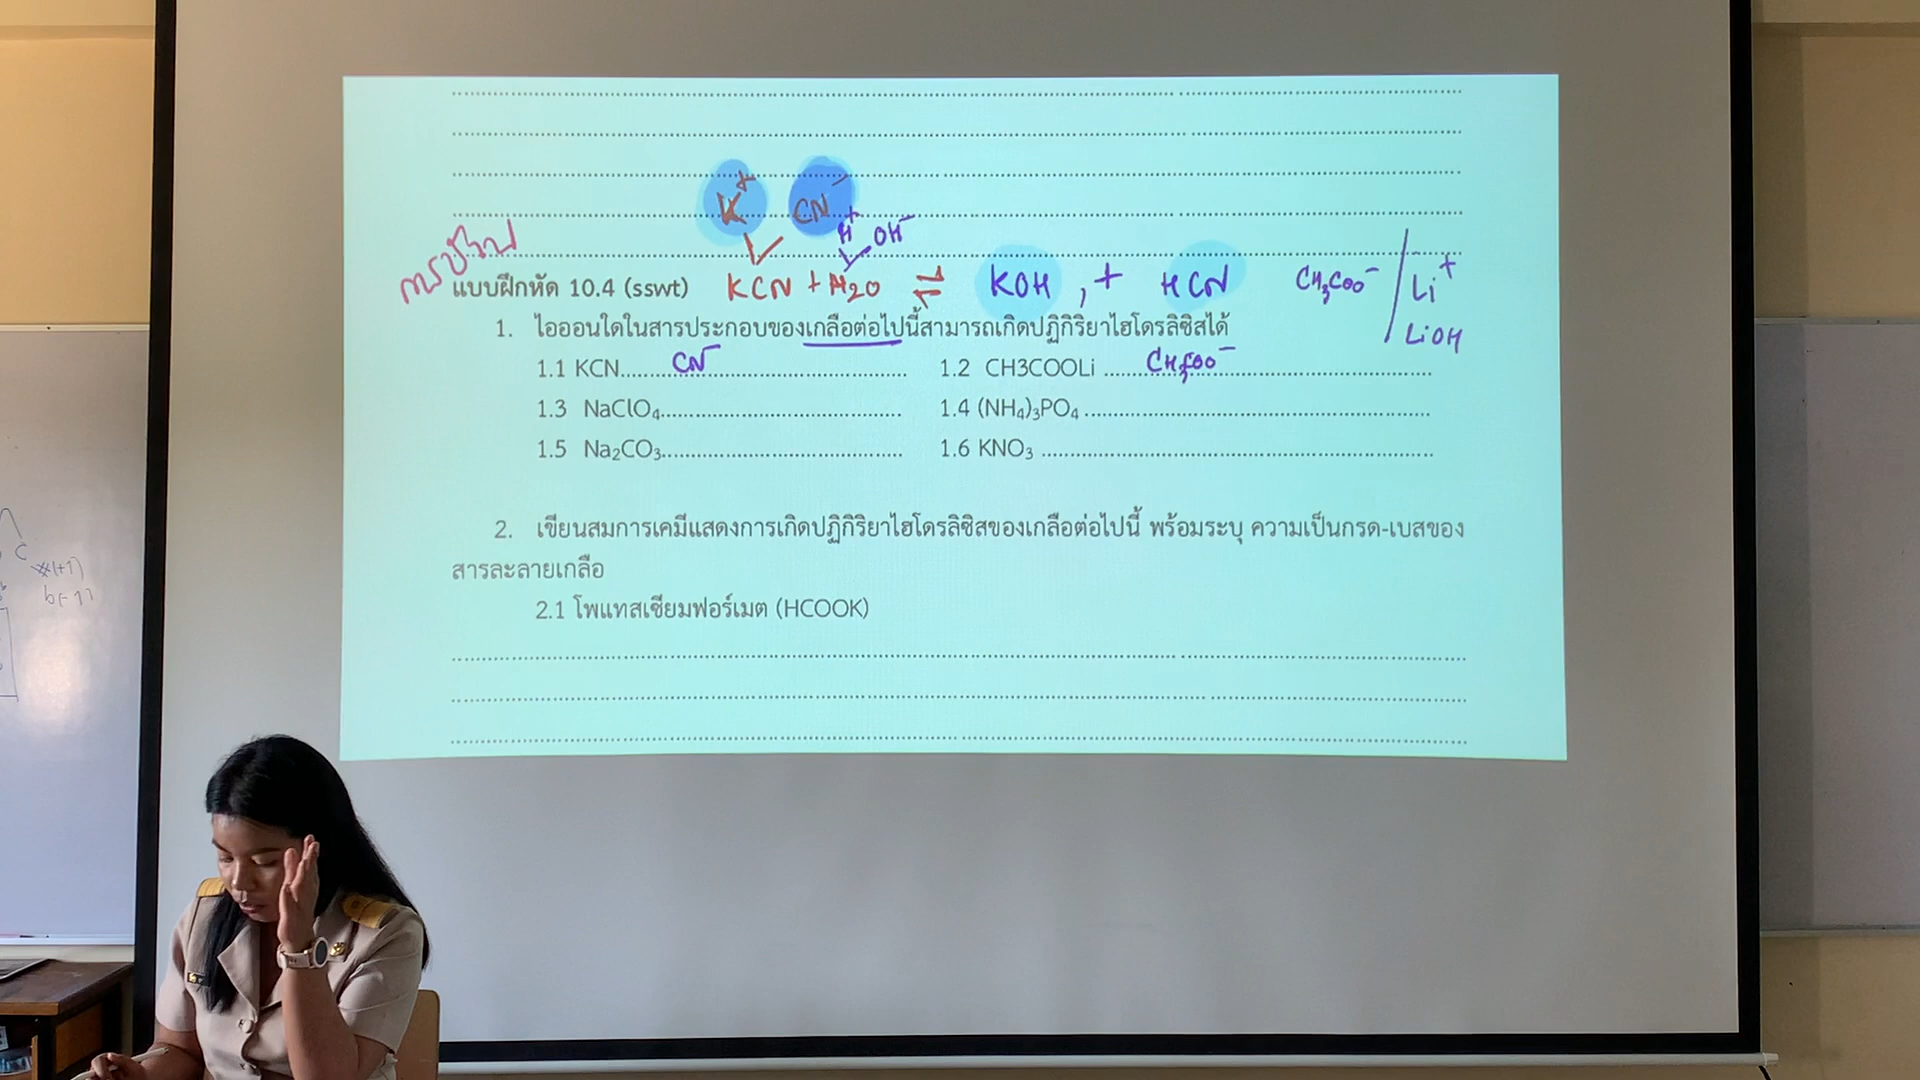 K⁺ CN⁻
H⁺ OH⁻
แบบฝึกหัด 10.4 (sswt) KCN + H₂O ⇌ KOH , + HCN CH₃COO⁻ / Li⁺
LiOH
1. ไอออนใดในสารประกอบของเกลือต่อไปนี้สามารถเกิดปฏิกิริยาไฮโดรลิซิสได้
1.1 KCN CN⁻ 1.2 CH3COOLi CH₃COO⁻
1.3 NaClO₄ 1.4 (NH₄)₃PO₄
1.5 Na₂CO₃ 1.6 KNO₃
2. เขียนสมการเคมีแสดงการเกิดปฏิกิริยาไฮโดรลิซิสของเกลือต่อไปนี้ พร้อมระบุ ความเป็นกรด-เบสของ
สารละลายเกลือ
2.1 โพแทสเซียมฟอร์เมต (HCOOK)